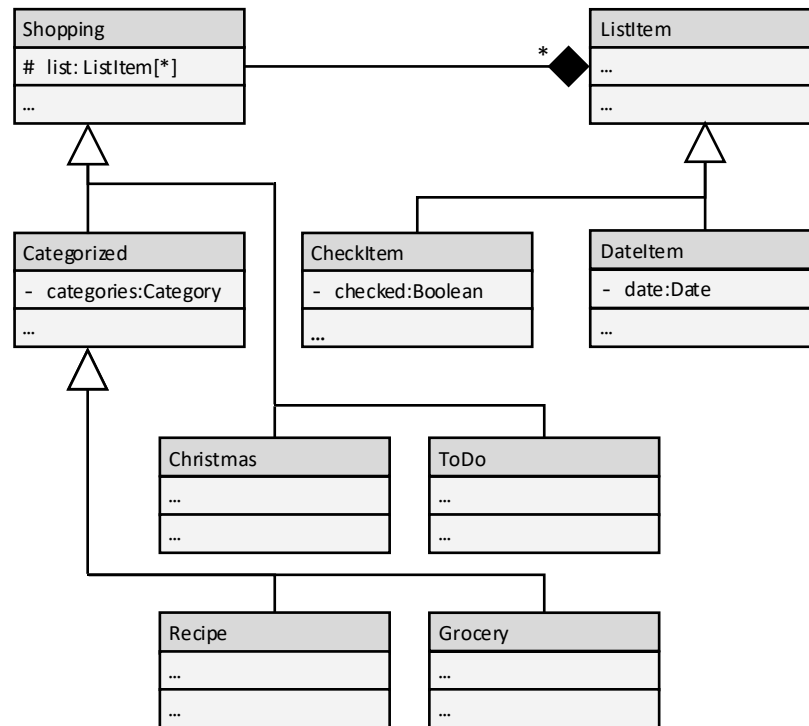 Shopping
# list: ListItem[*]
...
*
ListItem
...
...
Categorized
- categories:Category
...
CheckItem
- checked:Boolean
...
DateItem
- date:Date
...
Christmas
...
...
ToDo
...
...
Recipe
...
...
Grocery
...
...